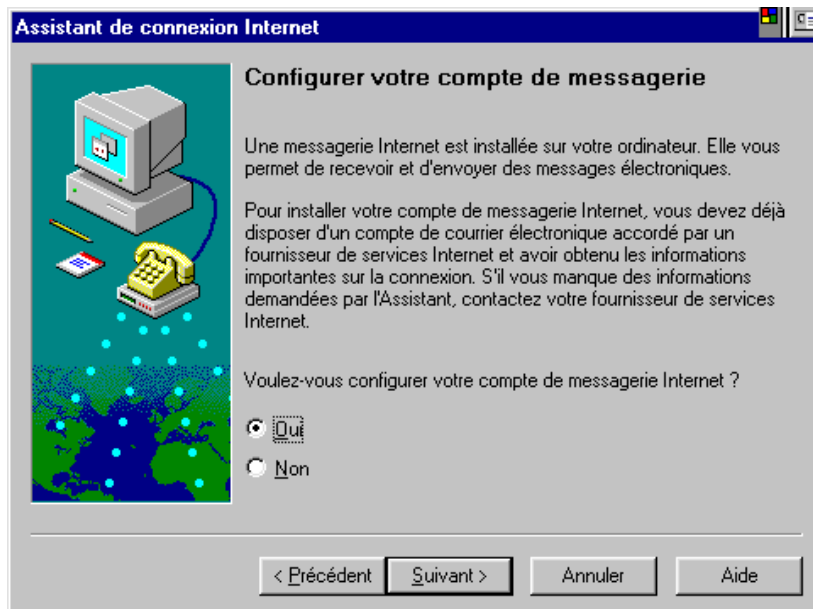 Assistant de connexion Internet
Configurer votre compte de messagerie
Une messagerie Internet est installée sur votre ordinateur. Elle vous
permet de recevoir et d'envoyer des messages électroniques.
Pour installer votre compte de messagerie Internet, vous devez déjà
disposer d'un compte de courrier électronique accordé par un
fournisseur de services Internet et avoir obtenu les informations
importantes sur la connexion. S'il vous manque des informations
demandées par l'Assistant, contactez votre fournisseur de services
Internet.
Voulez-vous configurer votre compte de messagerie Internet ?
Oui
Non
< Précédent Suivant > Annuler Aide